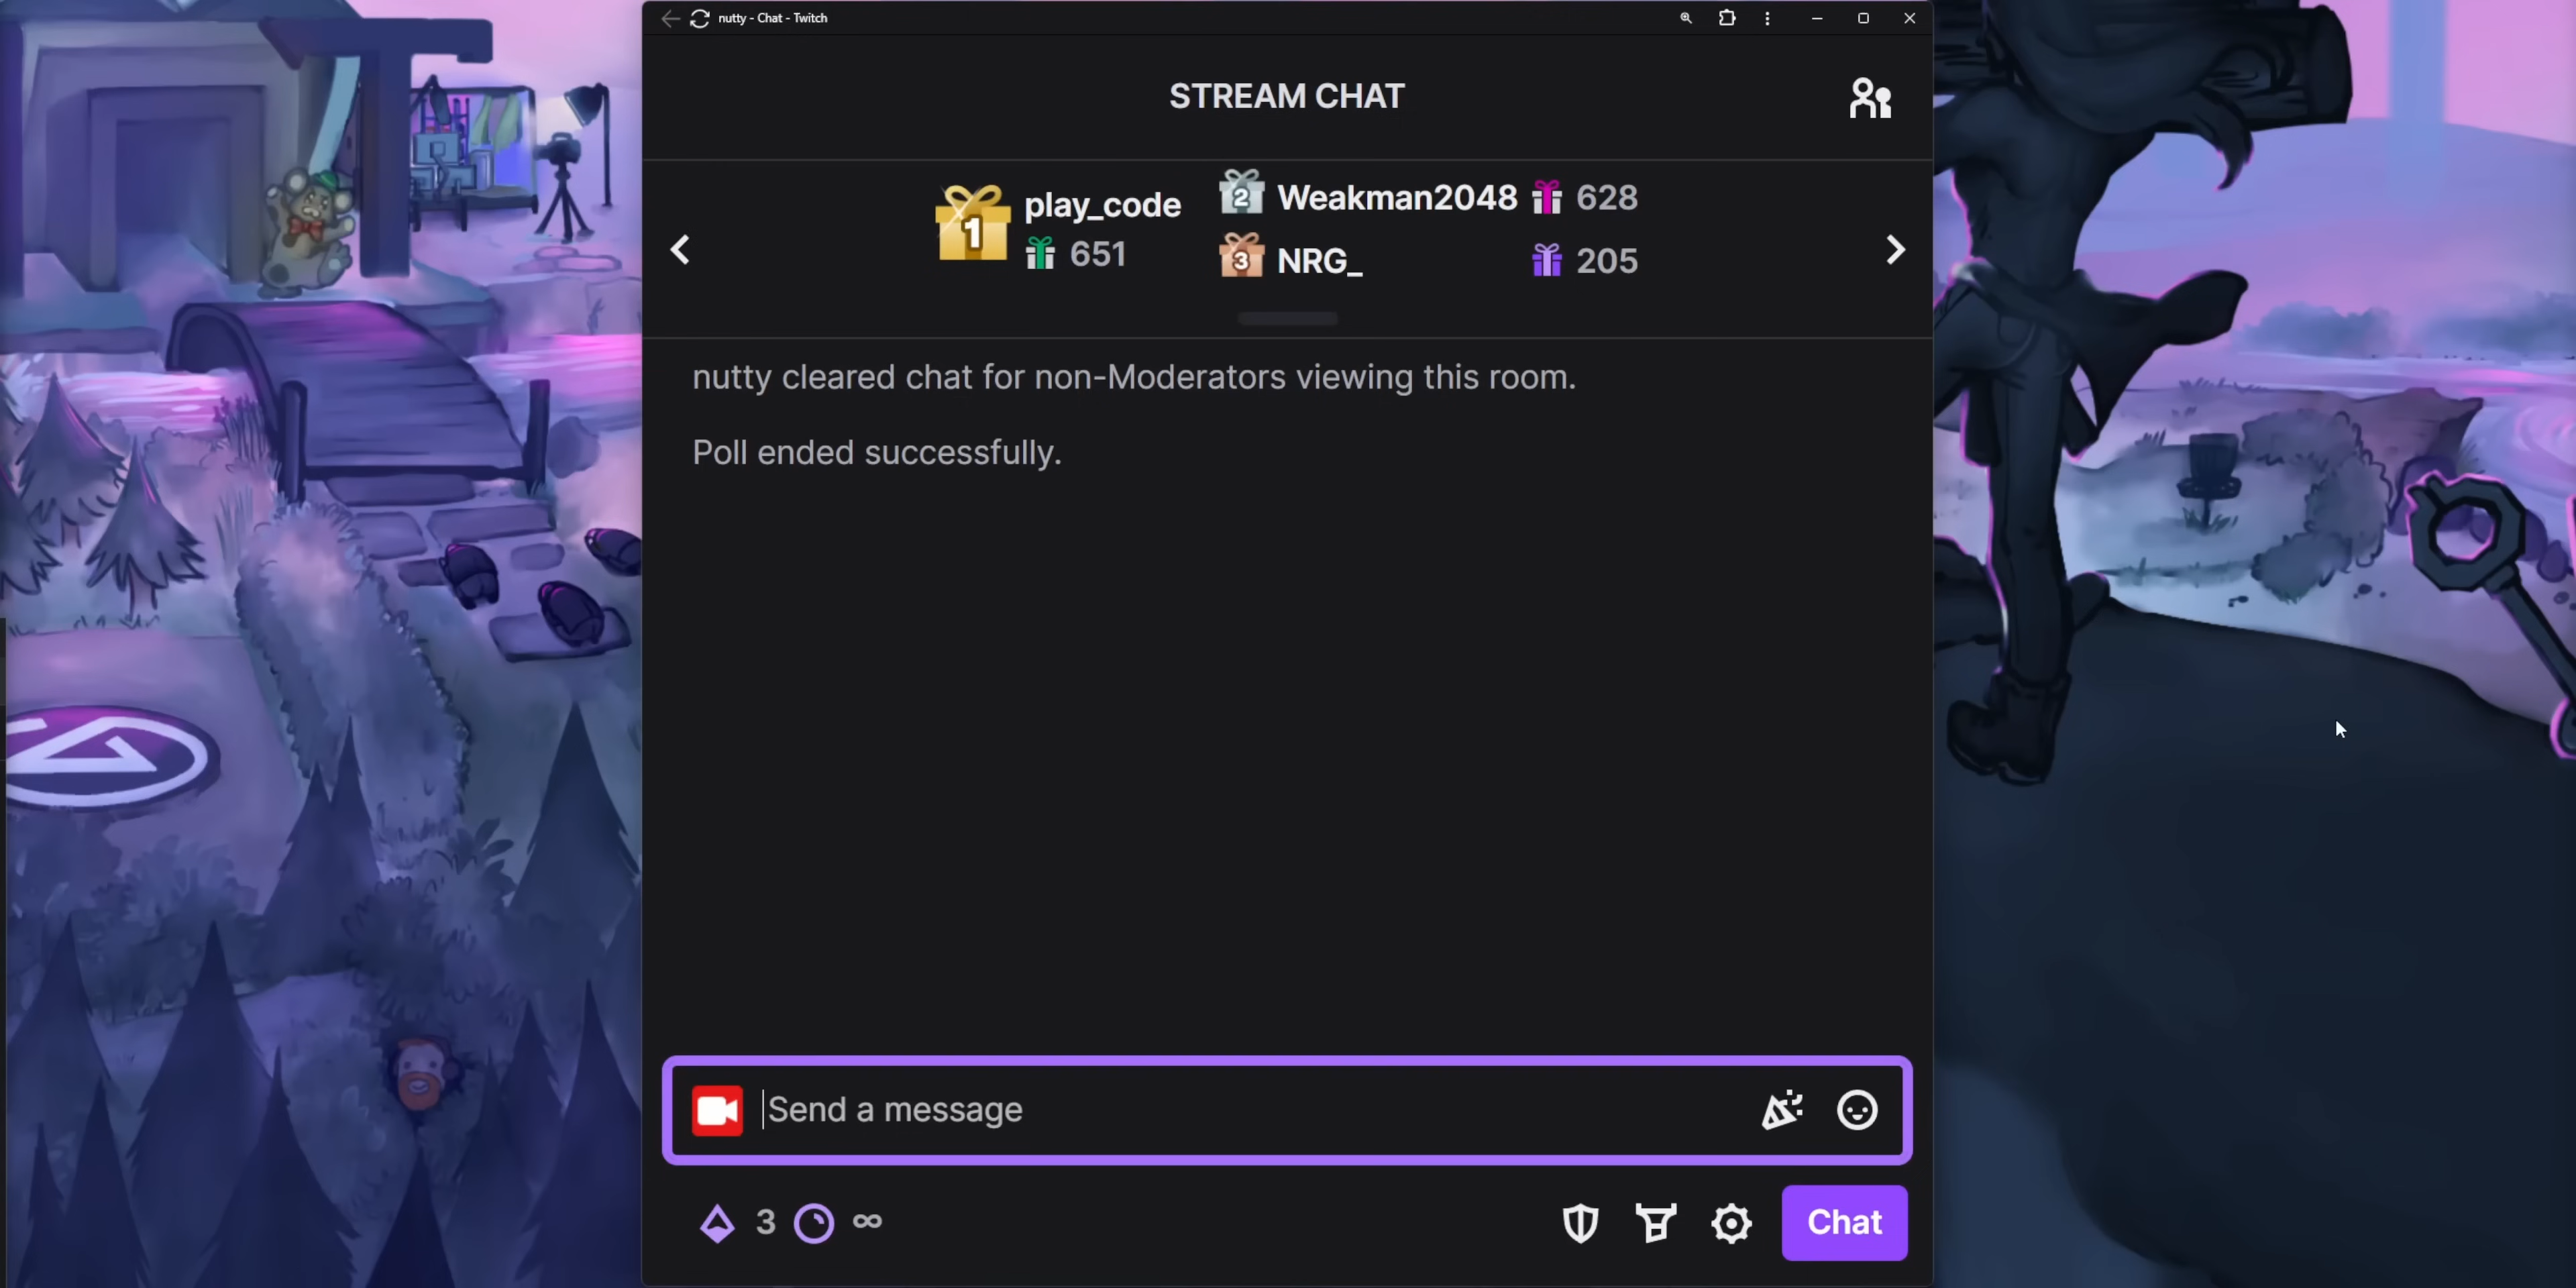 nutty - Chat - Twitch
STREAM CHAT
1 play_code
651
2 Weakman2048 628
3 NRG_ 205
nutty cleared chat for non-Moderators viewing this room.
Poll ended successfully.
Send a message
3 ∞
Chat